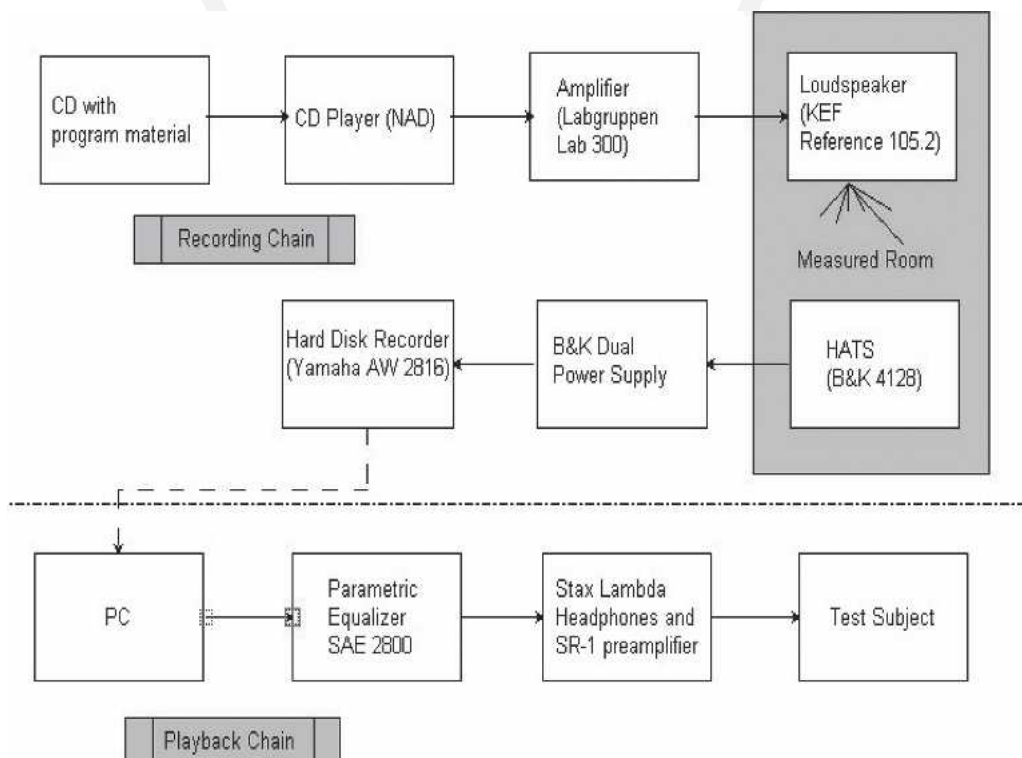 CD with
program material
CD Player (NAD)
Amplifier
(Labgruppen
Lab 300)
Loudspeaker
(KEF
Reference 105.2)
Recording Chain
Measured Room
Hard Disk Recorder
(Yamaha AW 2816)
B&K Dual
Power Supply
HATS
(B&K 4128)
PC
Parametric
Equalizer
SAE 2800
Stax Lambda
Headphones and
SR-1 preamplifier
Test Subject
Playback Chain